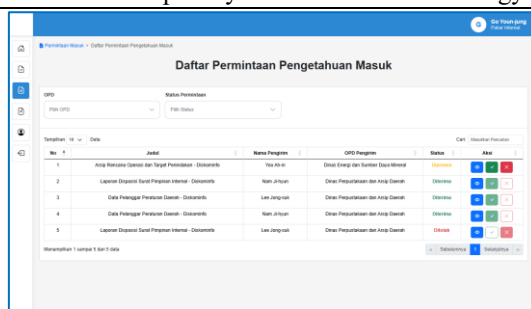 G Go Youn-jung
Pakar Internal
Permintaan Masuk > Daftar Permintaan Pengetahuan Masuk
Daftar Permintaan Pengetahuan Masuk
OPD Status Permintaan
Pilih OPD Pilih Status
Tampilkan 10 Data Cari: Masukkan Pencarian
No Judul Nama Pengirim OPD Pengirim Status Aksi
1 Arsip Rencana Operasi dan Target Penindakan - Diskominfo Yoo Ah-in Dinas Energi dan Sumber Daya Mineral
2 Laporan Disposisi Surat Pimpinan Internal - Diskominfo Nam Ji-hyun Dinas Perpustakaan dan Arsip Daerah Diterima
3 Data Pelanggar Peraturan Daerah - Diskominfo Lee Jong-suk Dinas Perpustakaan dan Arsip Daerah Diterima
4 Data Pelanggar Peraturan Daerah - Diskominfo Nam Ji-hyun Dinas Perpustakaan dan Arsip Daerah Diterima
5 Laporan Disposisi Surat Pimpinan Internal - Diskominfo Lee Jong-suk Dinas Perpustakaan dan Arsip Daerah Ditolak
Menampilkan 1 sampai 5 dari 5 data « Sebelumnya 1 Selanjutnya »